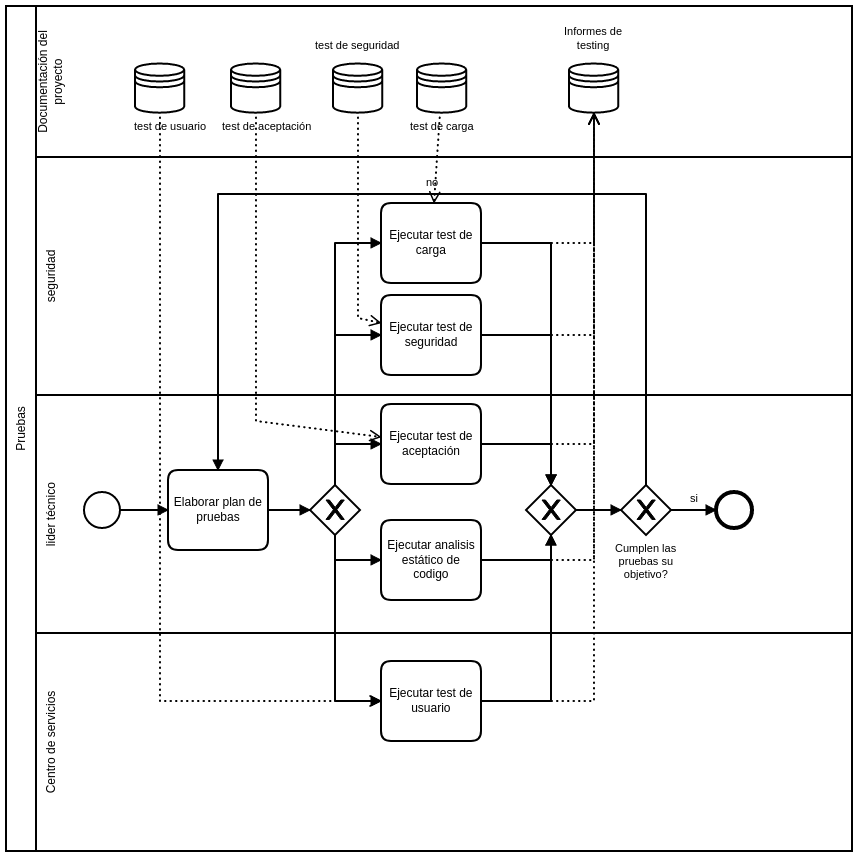 Pruebas
Documentación del
proyecto
test de seguridad
Informes de
testing
test de usuario
test de aceptación
test de carga
seguridad
no
Ejecutar test de
carga
Ejecutar test de
seguridad
lider técnico
Ejecutar test de
aceptación
Elaborar plan de
pruebas
si
Ejecutar analisis
estático de
codigo
Cumplen las
pruebas su
objetivo?
Centro de servicios
Ejecutar test de
usuario